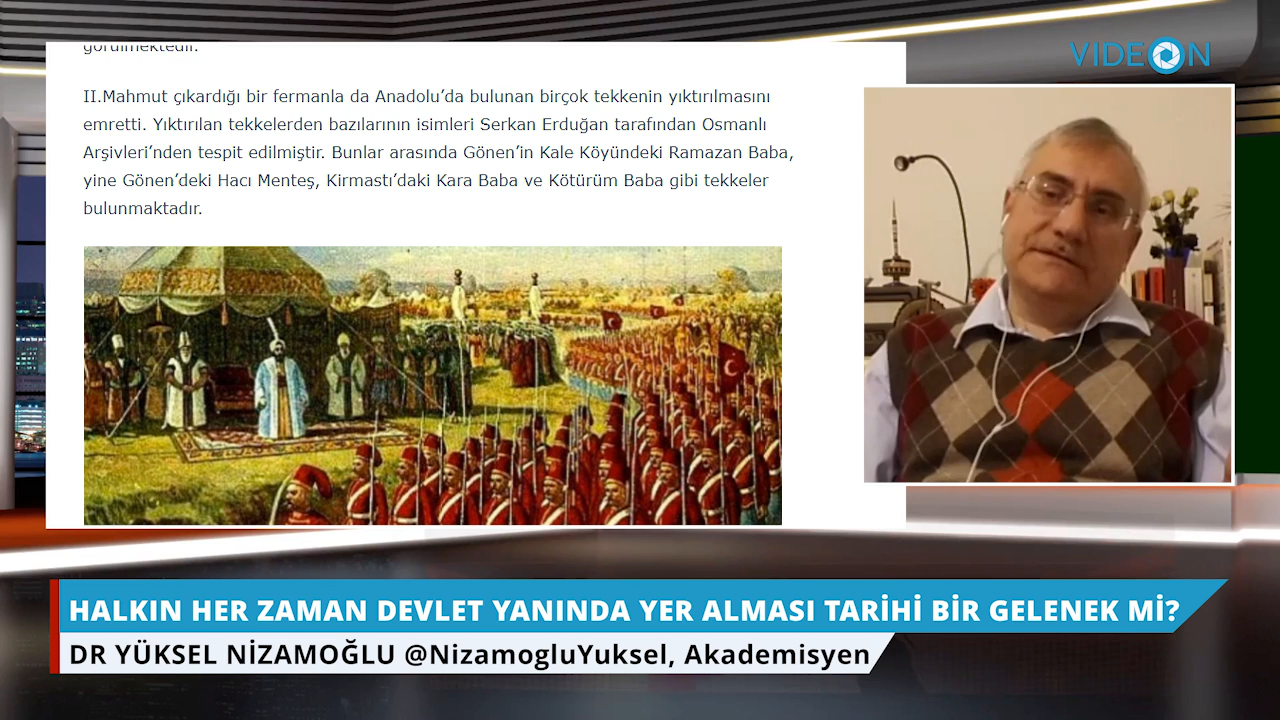 görülmektedir.
VIDEON
II.Mahmut çıkardığı bir fermanla da Anadolu’da bulunan birçok tekkenin yıktırılmasını
emretti. Yıktırılan tekkelerden bazılarının isimleri Serkan Erduğan tarafından Osmanlı
Arşivleri’nden tespit edilmiştir. Bunlar arasında Gönen’in Kale Köyündeki Ramazan Baba,
yine Gönen’deki Hacı Menteş, Kirmastı’daki Kara Baba ve Kötürüm Baba gibi tekkeler
bulunmaktadır.
HALKIN HER ZAMAN DEVLET YANINDA YER ALMASI TARİHİ BİR GELENEK Mİ?
DR YÜKSEL NİZAMOĞLU @NizamogluYuksel, Akademisyen